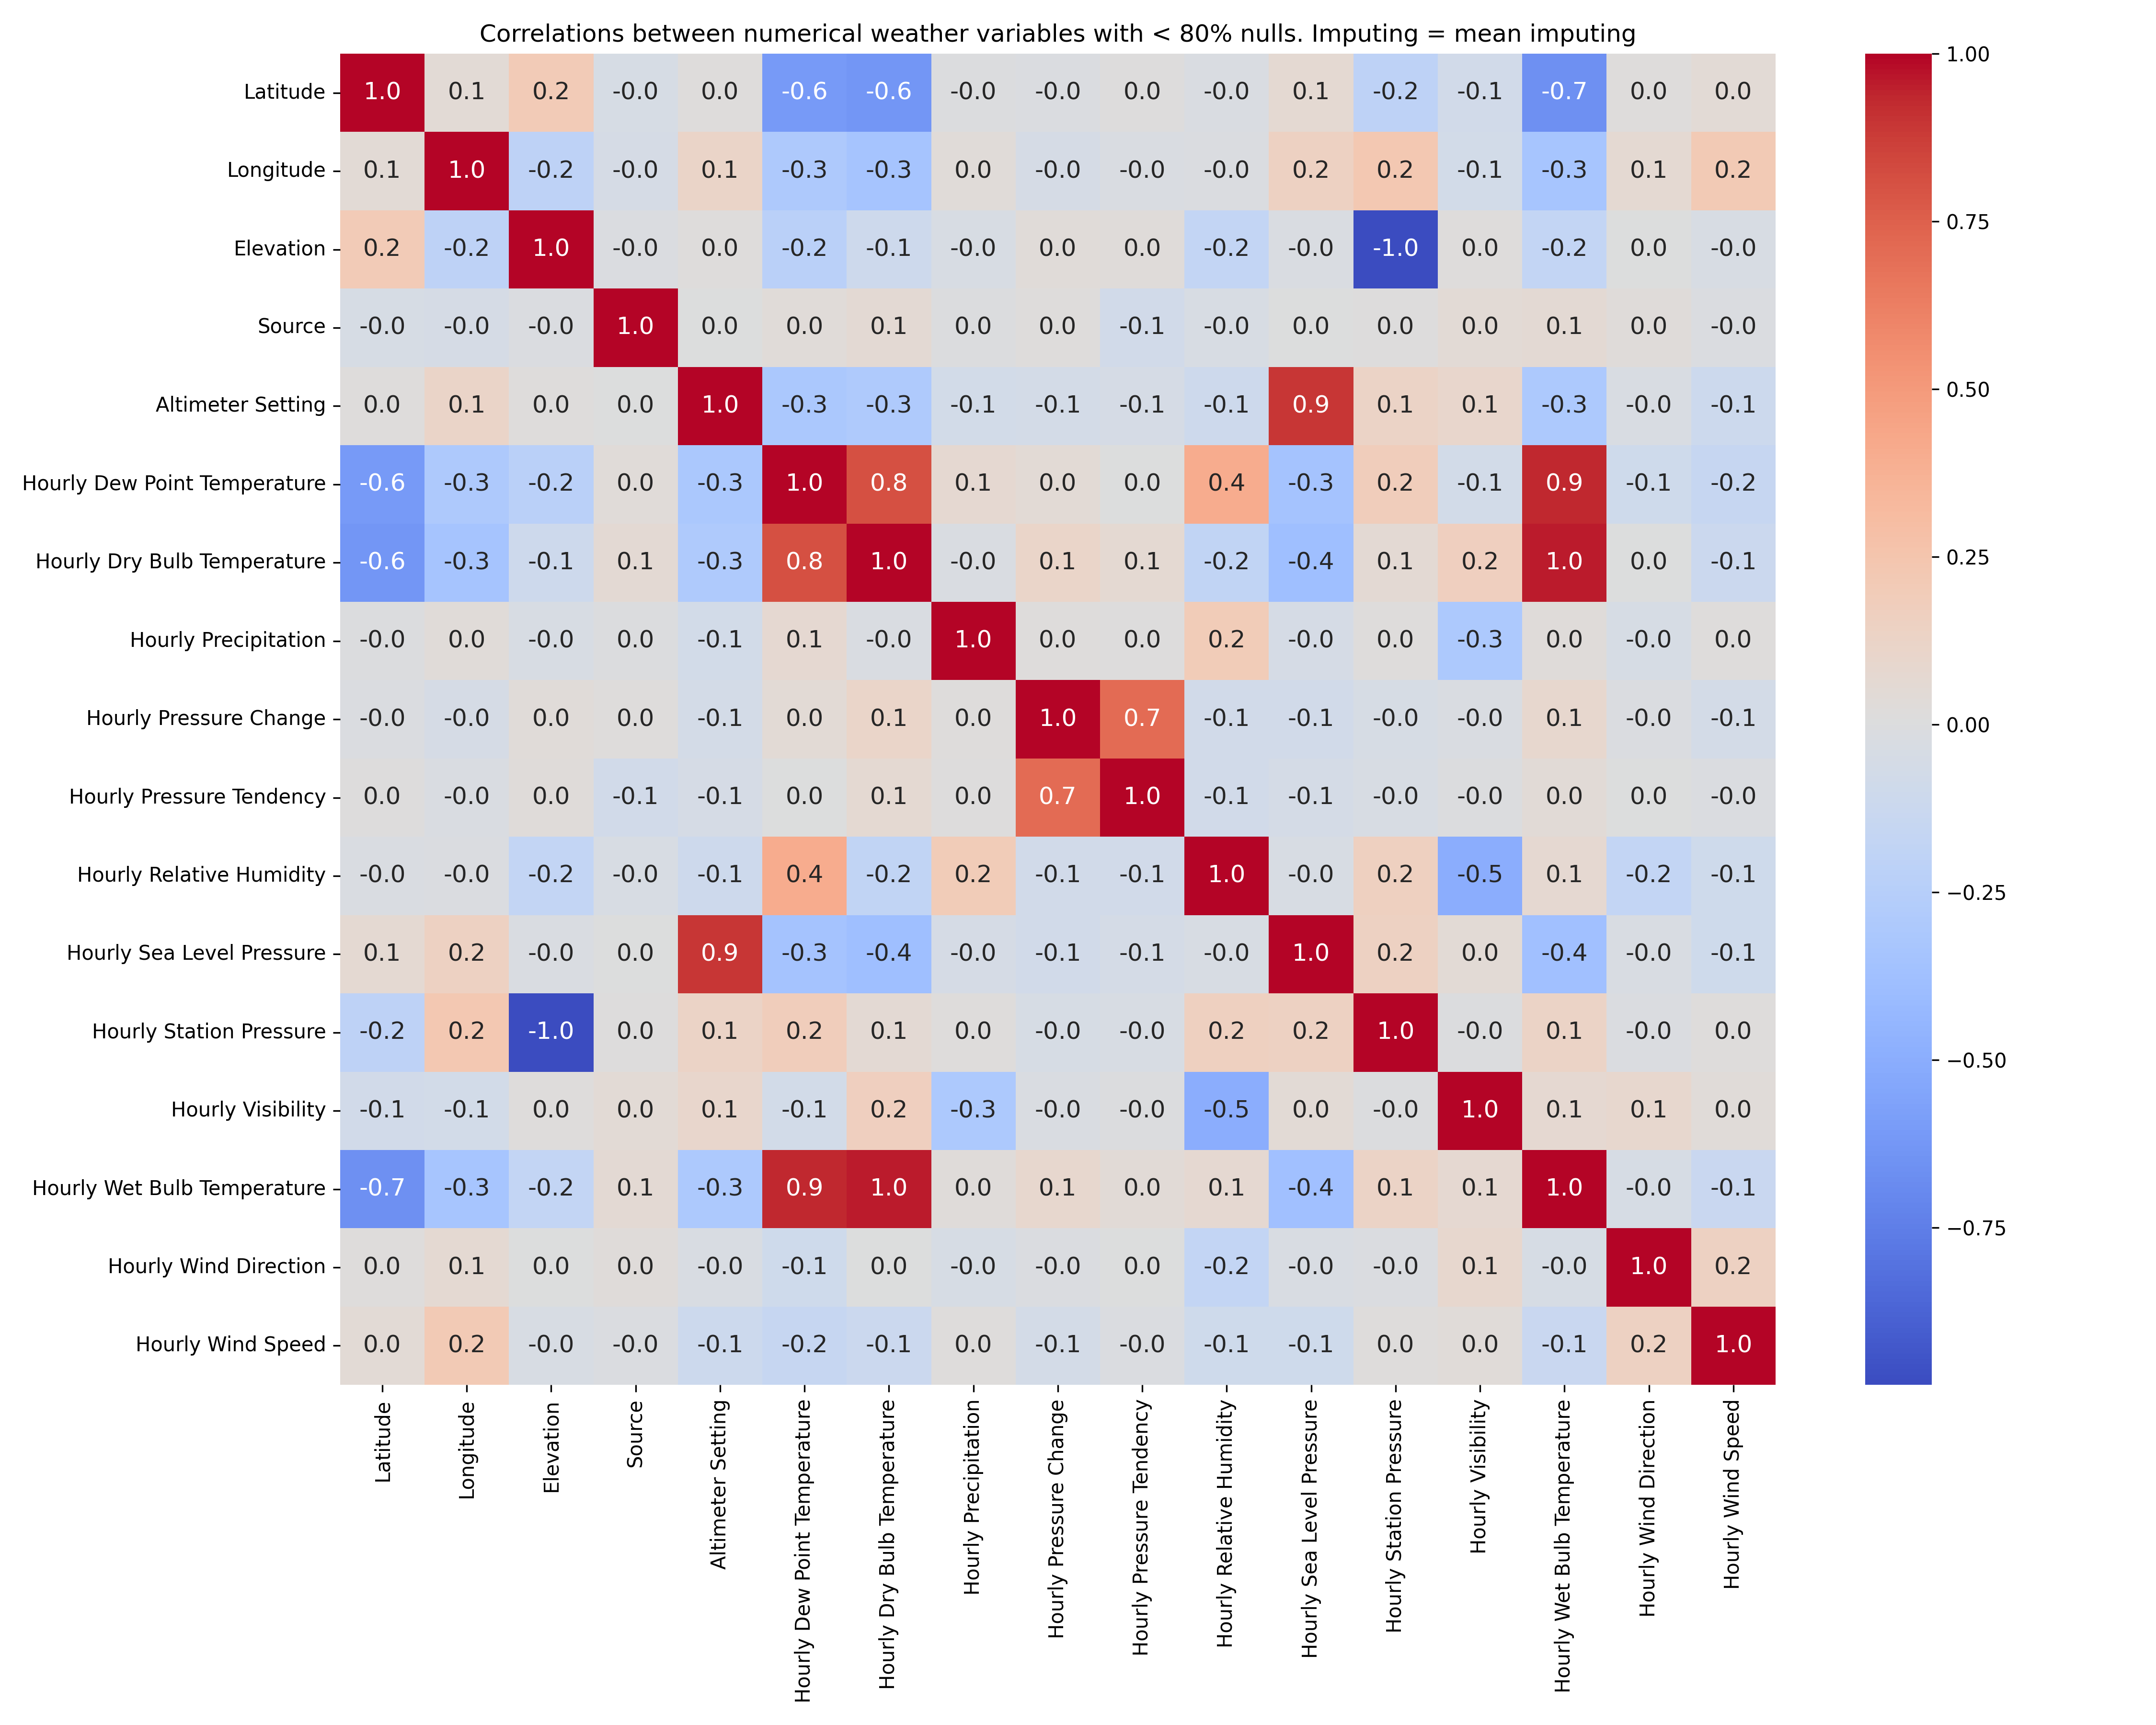 Correlations between numerical weather variables with < 80% nulls. Imputing = mean imputing
Latitude 1.0 0.1 0.2 -0.0 0.0 -0.6 -0.6 -0.0 -0.0 0.0 -0.0 0.1 -0.2 -0.1 -0.7 0.0 0.0
Longitude 0.1 1.0 -0.2 -0.0 0.1 -0.3 -0.3 0.0 -0.0 -0.0 -0.0 0.2 0.2 -0.1 -0.3 0.1 0.2
Elevation 0.2 -0.2 1.0 -0.0 0.0 -0.2 -0.1 -0.0 0.0 0.0 -0.2 -0.0 -1.0 0.0 -0.2 0.0 -0.0
Source -0.0 -0.0 -0.0 1.0 0.0 0.0 0.1 0.0 0.0 -0.1 -0.0 0.0 0.0 0.0 0.1 0.0 -0.0
Altimeter Setting 0.0 0.1 0.0 0.0 1.0 -0.3 -0.3 -0.1 -0.1 -0.1 -0.1 0.9 0.1 0.1 -0.3 -0.0 -0.1
Hourly Dew Point Temperature -0.6 -0.3 -0.2 0.0 -0.3 1.0 0.8 0.1 0.0 0.0 0.4 -0.3 0.2 -0.1 0.9 -0.1 -0.2
Hourly Dry Bulb Temperature -0.6 -0.3 -0.1 0.1 -0.3 0.8 1.0 -0.0 0.1 0.1 -0.2 -0.4 0.1 0.2 1.0 0.0 -0.1
Hourly Precipitation -0.0 0.0 -0.0 0.0 -0.1 0.1 -0.0 1.0 0.0 0.0 0.2 -0.0 0.0 -0.3 0.0 -0.0 0.0
Hourly Pressure Change -0.0 -0.0 0.0 0.0 -0.1 0.0 0.1 0.0 1.0 0.7 -0.1 -0.1 -0.0 -0.0 0.1 -0.0 -0.1
Hourly Pressure Tendency 0.0 -0.0 0.0 -0.1 -0.1 0.0 0.1 0.0 0.7 1.0 -0.1 -0.1 -0.0 -0.0 0.0 0.0 -0.0
Hourly Relative Humidity -0.0 -0.0 -0.2 -0.0 -0.1 0.4 -0.2 0.2 -0.1 -0.1 1.0 -0.0 0.2 -0.5 0.1 -0.2 -0.1
Hourly Sea Level Pressure 0.1 0.2 -0.0 0.0 0.9 -0.3 -0.4 -0.0 -0.1 -0.1 -0.0 1.0 0.2 0.0 -0.4 -0.0 -0.1
Hourly Station Pressure -0.2 0.2 -1.0 0.0 0.1 0.2 0.1 0.0 -0.0 -0.0 0.2 0.2 1.0 -0.0 0.1 -0.0 0.0
Hourly Visibility -0.1 -0.1 0.0 0.0 0.1 -0.1 0.2 -0.3 -0.0 -0.0 -0.5 0.0 -0.0 1.0 0.1 0.1 0.0
Hourly Wet Bulb Temperature -0.7 -0.3 -0.2 0.1 -0.3 0.9 1.0 0.0 0.1 0.0 0.1 -0.4 0.1 0.1 1.0 -0.0 -0.1
Hourly Wind Direction 0.0 0.1 0.0 0.0 -0.0 -0.1 0.0 -0.0 -0.0 0.0 -0.2 -0.0 -0.0 0.1 -0.0 1.0 0.2
Hourly Wind Speed 0.0 0.2 -0.0 -0.0 -0.1 -0.2 -0.1 0.0 -0.1 -0.0 -0.1 -0.1 0.0 0.0 -0.1 0.2 1.0
Latitude
Longitude
Elevation
Source
Altimeter Setting
Hourly Dew Point Temperature
Hourly Dry Bulb Temperature
Hourly Precipitation
Hourly Pressure Change
Hourly Pressure Tendency
Hourly Relative Humidity
Hourly Sea Level Pressure
Hourly Station Pressure
Hourly Visibility
Hourly Wet Bulb Temperature
Hourly Wind Direction
Hourly Wind Speed
1.00
0.75
0.50
0.25
0.00
−0.25
−0.50
−0.75